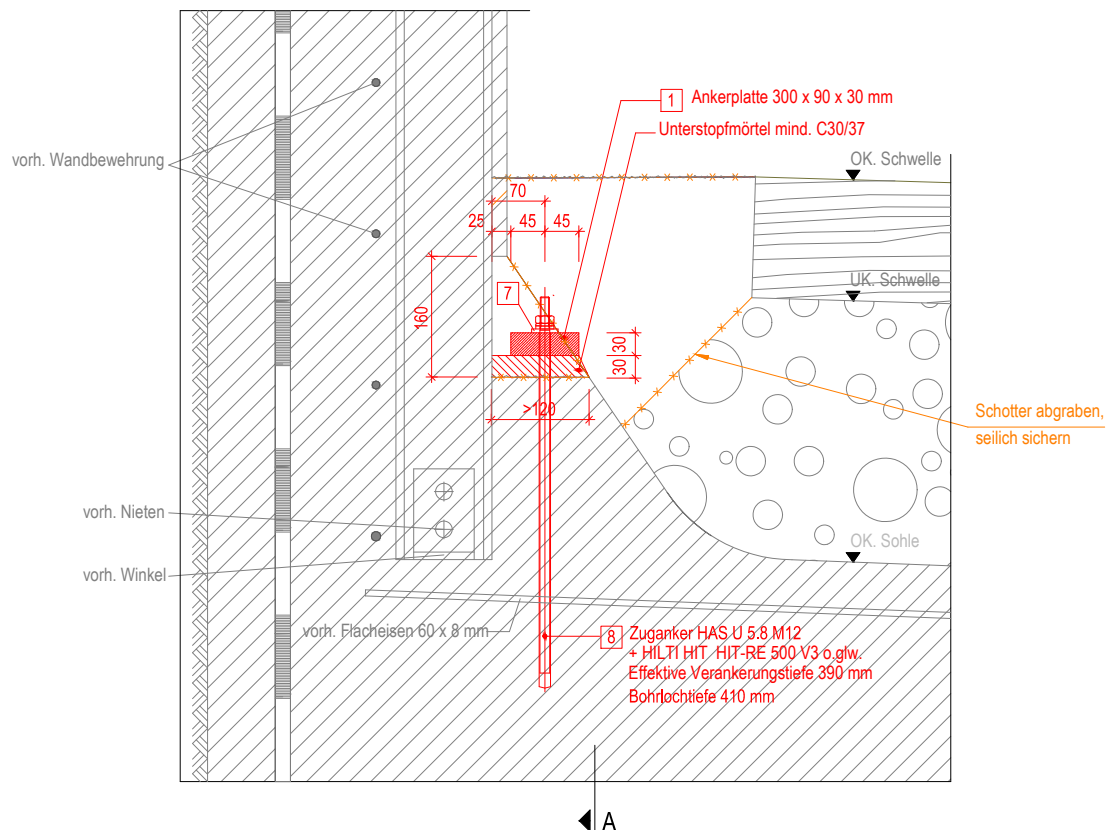 1 Ankerplatte 300 x 90 x 30 mm
Unterstopfmörtel mind. C30/37
vorh. Wandbewehrung
OK. Schwelle
70
25 45 45
UK. Schwelle
7
160
30
30
>120
Schotter abgraben,
seilich sichern
vorh. Nieten
OK. Sohle
vorh. Winkel
vorh. Flacheisen 60 x 8 mm
8 Zuganker HAS U 5.8 M12
+ HILTI HIT HIT-RE 500 V3 o.glw.
Effektive Verankerungstiefe 390 mm
Bohrlochtiefe 410 mm
A